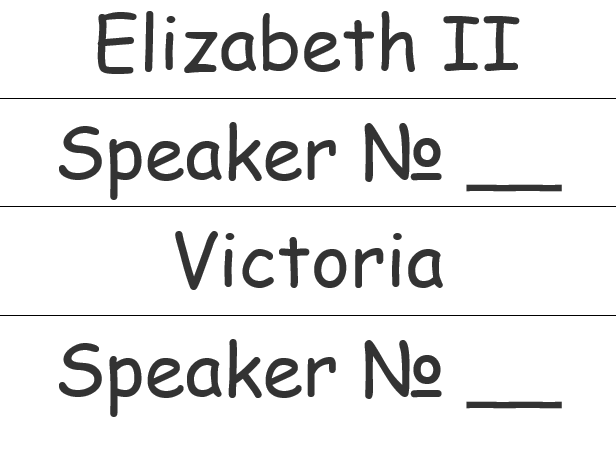 Elizabeth II
Speaker № __
Victoria
Speaker № __